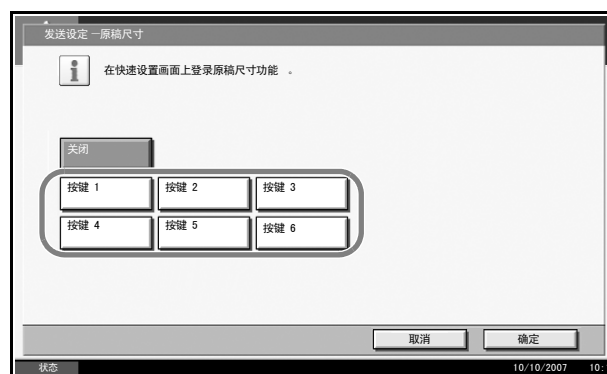 发送设定 －原稿尺寸
在快速设置画面上登录原稿尺寸功能 。
关闭
按键 1 按键 2 按键 3
按键 4 按键 5 按键 6
取消 确定
状态 10/10/2007 10: